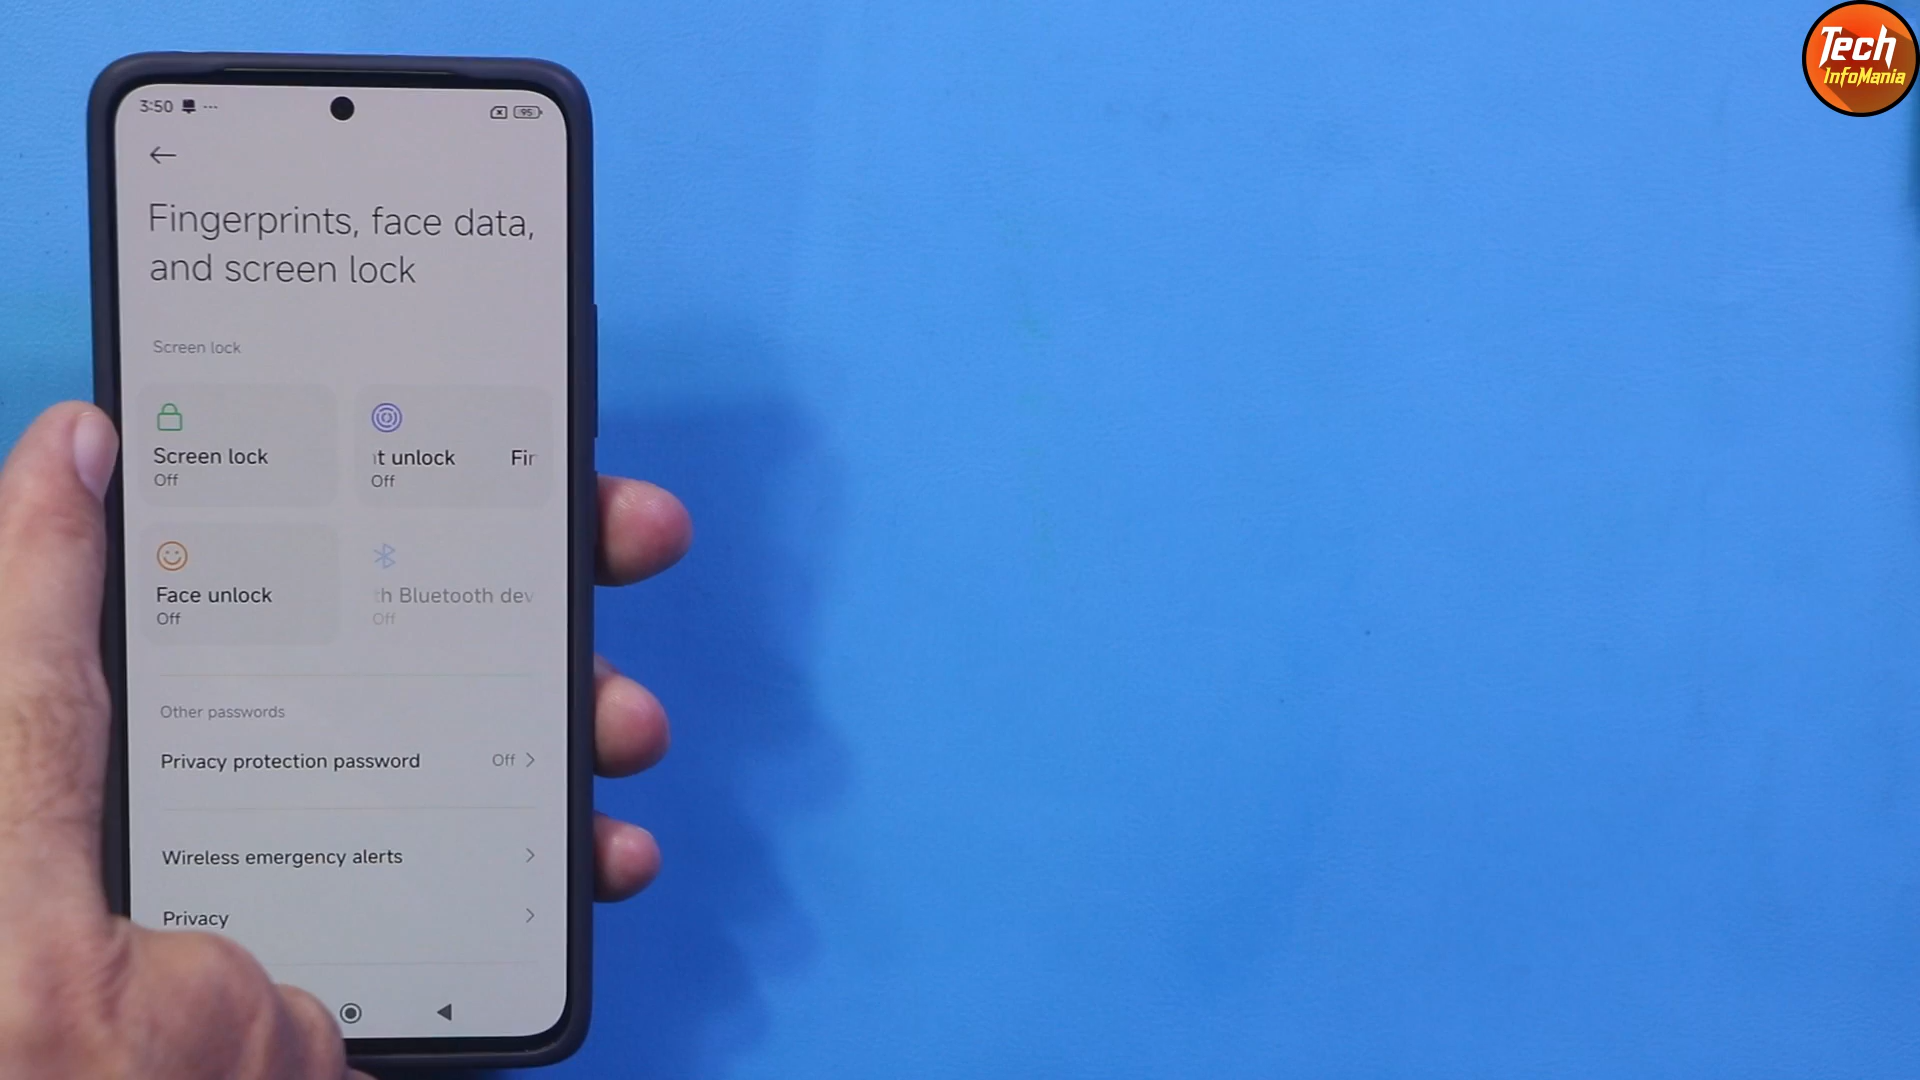 Tech
InfoMania
3:50 ...
95
Fingerprints, face data,
and screen lock
Screen lock
Screen lock
Off
t unlock Fir
Off
Face unlock
Off
h Bluetooth dev
Off
Other passwords
Privacy protection password Off
Wireless emergency alerts
Privacy